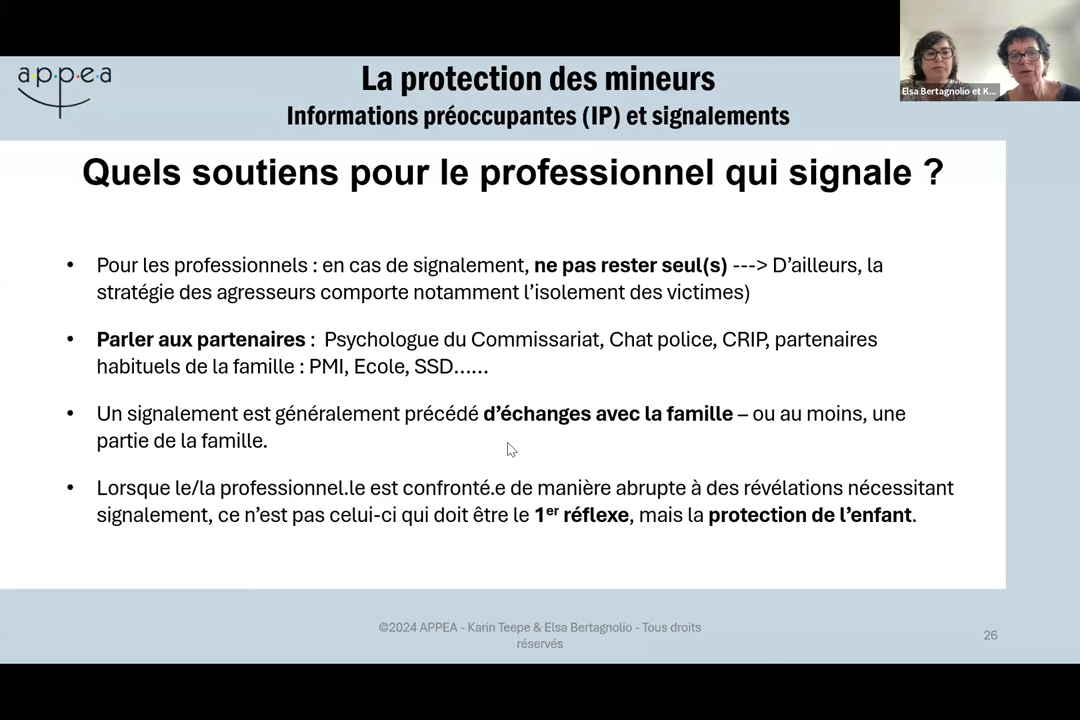 a·p·p·e·a
La protection des mineurs
Informations préoccupantes (IP) et signalements
Elsa Bertagnolio et K...
Quels soutiens pour le professionnel qui signale ?
• Pour les professionnels : en cas de signalement, ne pas rester seul(s) ---> D’ailleurs, la
stratégie des agresseurs comporte notamment l’isolement des victimes)
• Parler aux partenaires : Psychologue du Commissariat, Chat police, CRIP, partenaires
habituels de la famille : PMI, Ecole, SSD……
• Un signalement est généralement précédé d’échanges avec la famille – ou au moins, une
partie de la famille.
• Lorsque le/la professionnel.le est confronté.e de manière abrupte à des révélations nécessitant
signalement, ce n’est pas celui-ci qui doit être le 1er réflexe, mais la protection de l’enfant.
©2024 APPEA - Karin Teepe & Elsa Bertagnolio - Tous droits
réservés
26